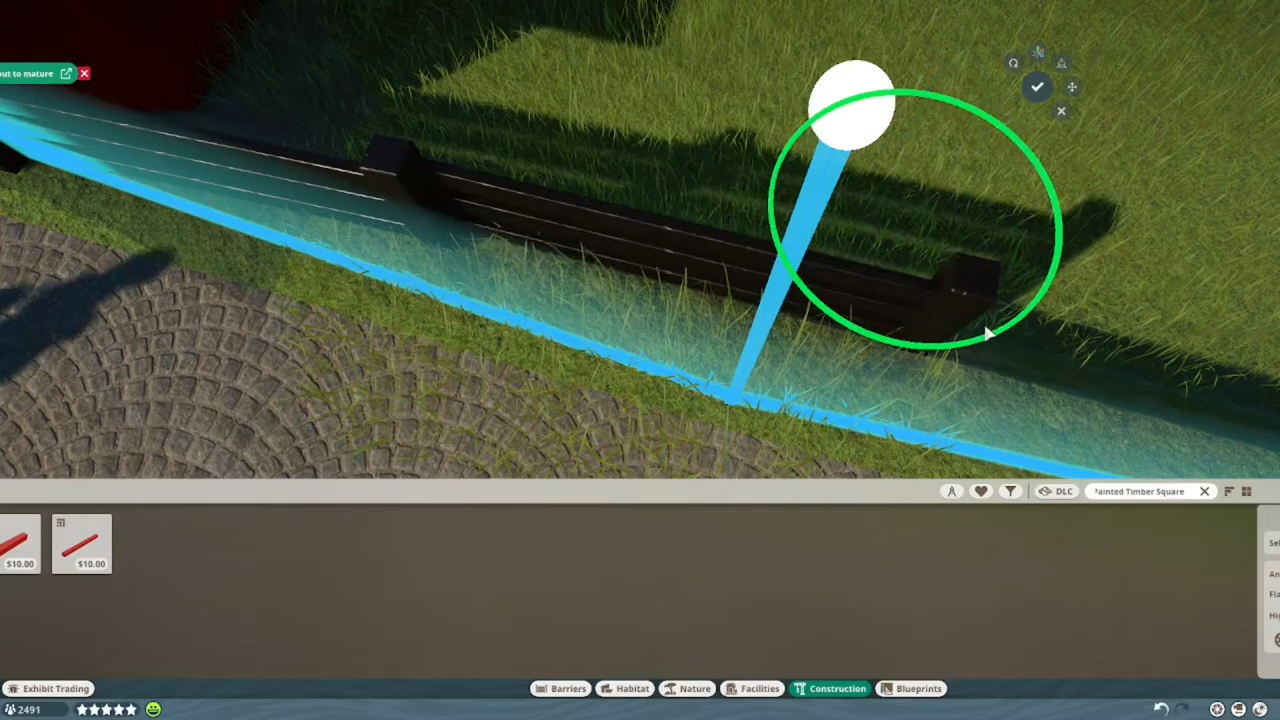 out to mature
DLC
ainted Timber Square
$10.00
$10.00
Exhibit Trading
Barriers
Habitat
Nature
Facilities
Construction
Blueprints
2491